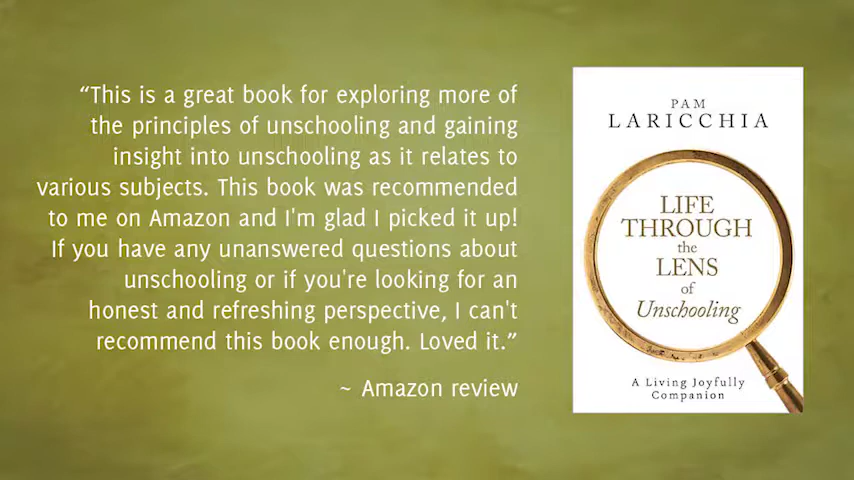 “This is a great book for exploring more of
the principles of unschooling and gaining
insight into unschooling as it relates to
various subjects. This book was recommended
to me on Amazon and I'm glad I picked it up!
If you have any unanswered questions about
unschooling or if you're looking for an
honest and refreshing perspective, I can't
recommend this book enough. Loved it.”
~ Amazon review
PAM
LARICCHIA
LIFE
THROUGH
the
LENS
of
Unschooling
A Living Joyfully
Companion